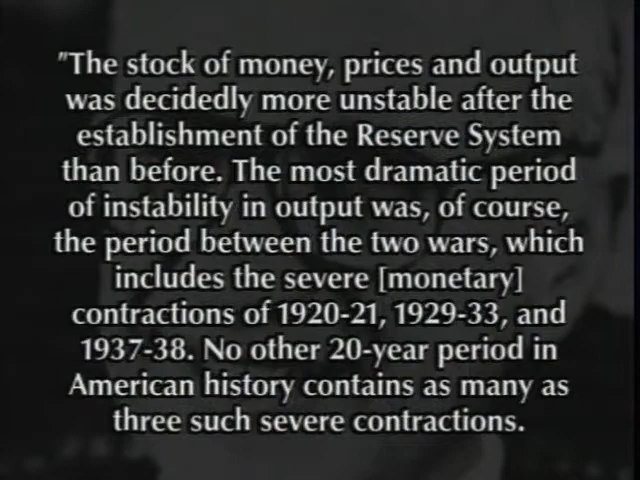 "The stock of money, prices and output
was decidedly more unstable after the
establishment of the Reserve System
than before. The most dramatic period
of instability in output was, of course,
the period between the two wars, which
includes the severe [monetary]
contractions of 1920-21, 1929-33, and
1937-38. No other 20-year period in
American history contains as many as
three such severe contractions.